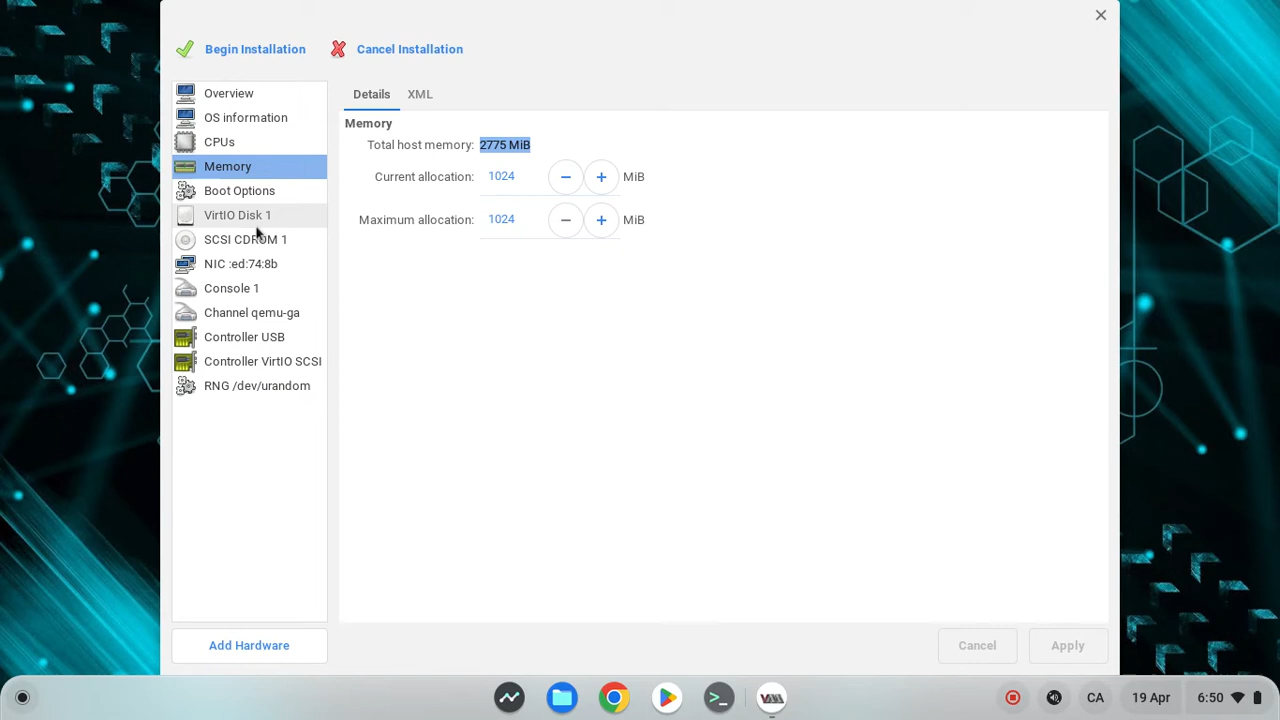 Begin Installation
Cancel Installation
Overview
OS information
CPUs
Memory
Boot Options
VirtIO Disk 1
SCSI CDROM 1
NIC :ed:74:8b
Console 1
Channel qemu-ga
Controller USB
Controller VirtIO SCSI
RNG /dev/urandom
Add Hardware
Details XML
Memory
Total host memory: 2775 MiB
Current allocation: 1024 MiB
Maximum allocation: 1024 MiB
Cancel Apply
CA 19 Apr 6:50